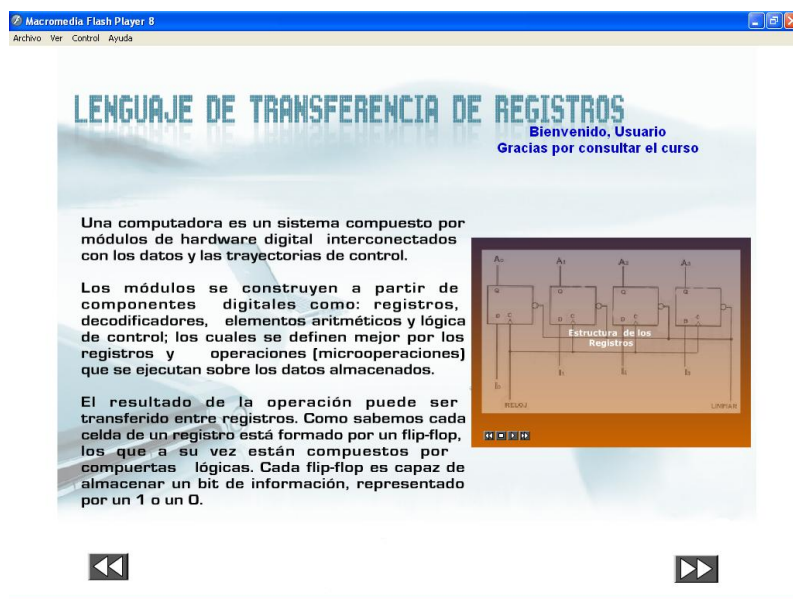 Macromedia Flash Player 8
Archivo Ver Control Ayuda
LENGUAJE DE TRANSFERENCIA DE REGISTROS
Bienvenido, Usuario
Gracias por consultar el curso
Una computadora es un sistema compuesto por
módulos de hardware digital interconectados
con los datos y las trayectorias de control.
Los módulos se construyen a partir de
componentes digitales como: registros,
decodificadores, elementos aritméticos y lógica
de control; los cuales se definen mejor por los
registros y operaciones (microoperaciones)
que se ejecutan sobre los datos almacenados.
El resultado de la operación puede ser
transferido entre registros. Como sabemos cada
celda de un registro está formado por un flip-flop,
los que a su vez están compuestos por
compuertas lógicas. Cada flip-flop es capaz de
almacenar un bit de información, representado
por un 1 o un 0.
Q Q Q Q
D C D C D C D C
Estructura de los
Registros
RELOJ LIMPIAR